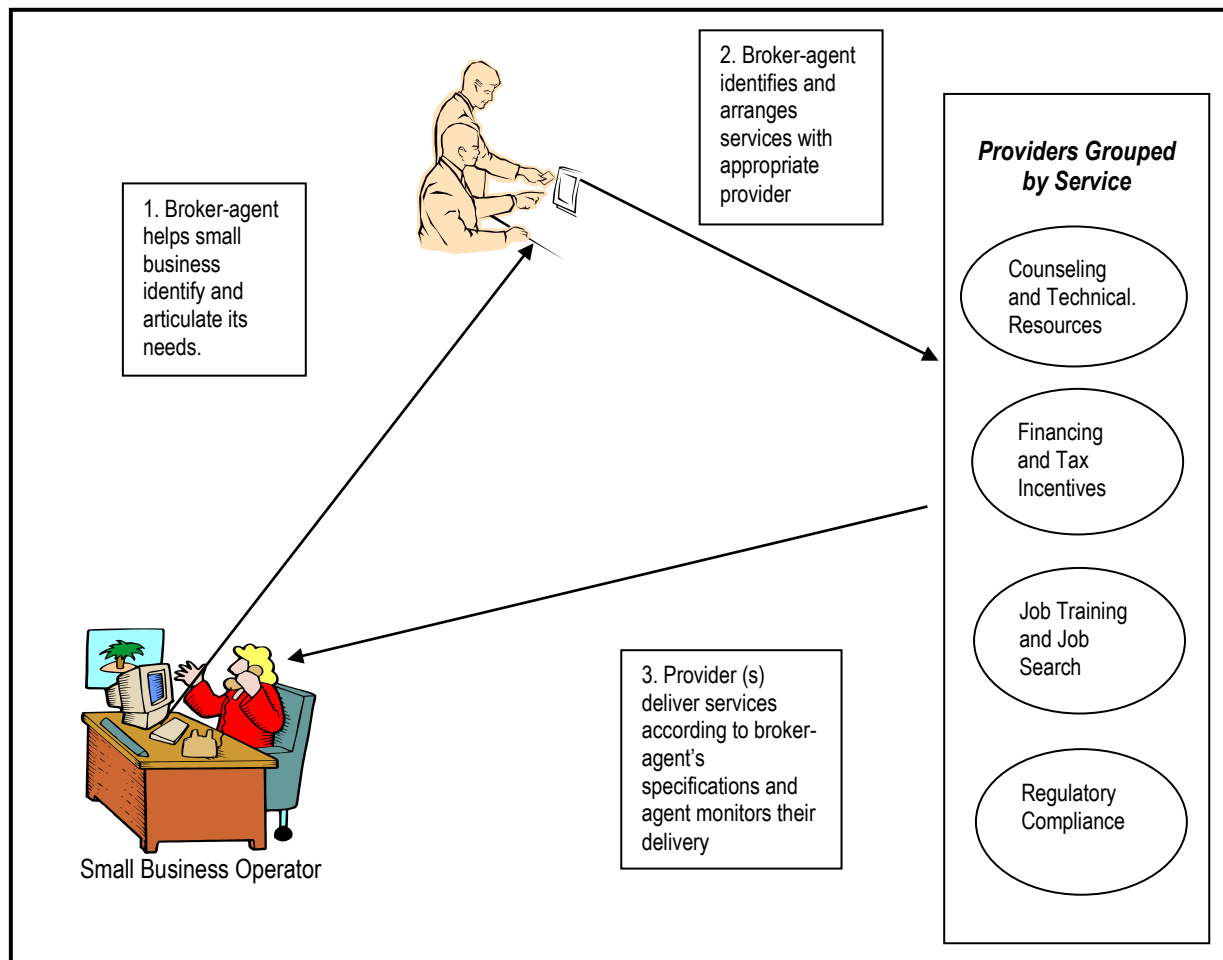 1. Broker-agent
helps small
business
identify and
articulate its
needs.
2. Broker-agent
identifies and
arranges
services with
appropriate
provider
Providers Grouped
by Service
Counseling
and Technical.
Resources
Financing
and Tax
Incentives
Job Training
and Job
Search
Regulatory
Compliance
3. Provider (s)
deliver services
according to broker-
agent’s
specifications and
agent monitors their
delivery
Small Business Operator